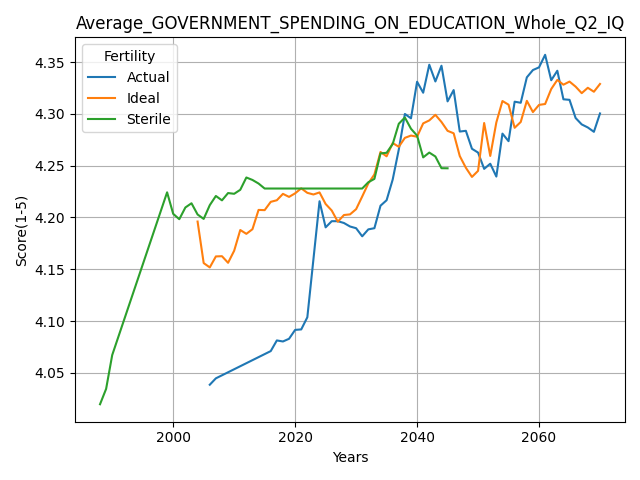 Average_GOVERNMENT_SPENDING_ON_EDUCATION_Whole_Q2_IQ
Fertility
Actual
Ideal
Sterile
4.35
4.30
4.25
4.20
4.15
4.10
4.05
Score(1-5)
2000
2020
2040
2060
Years